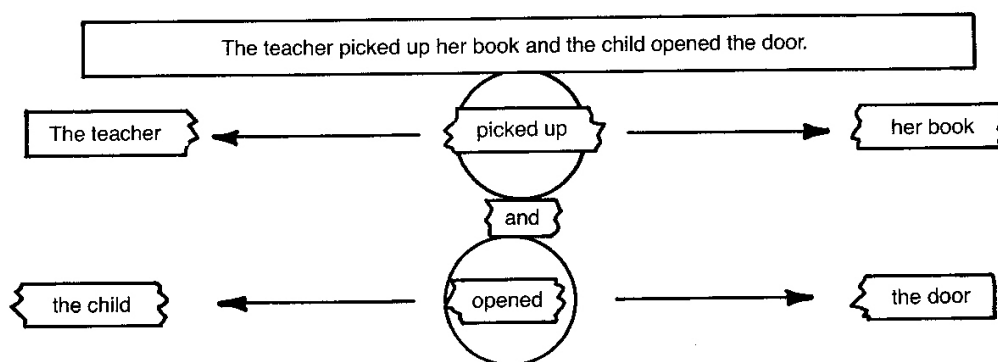 The teacher picked up her book and the child opened the door.
The teacher picked up her book
and
the child opened the door